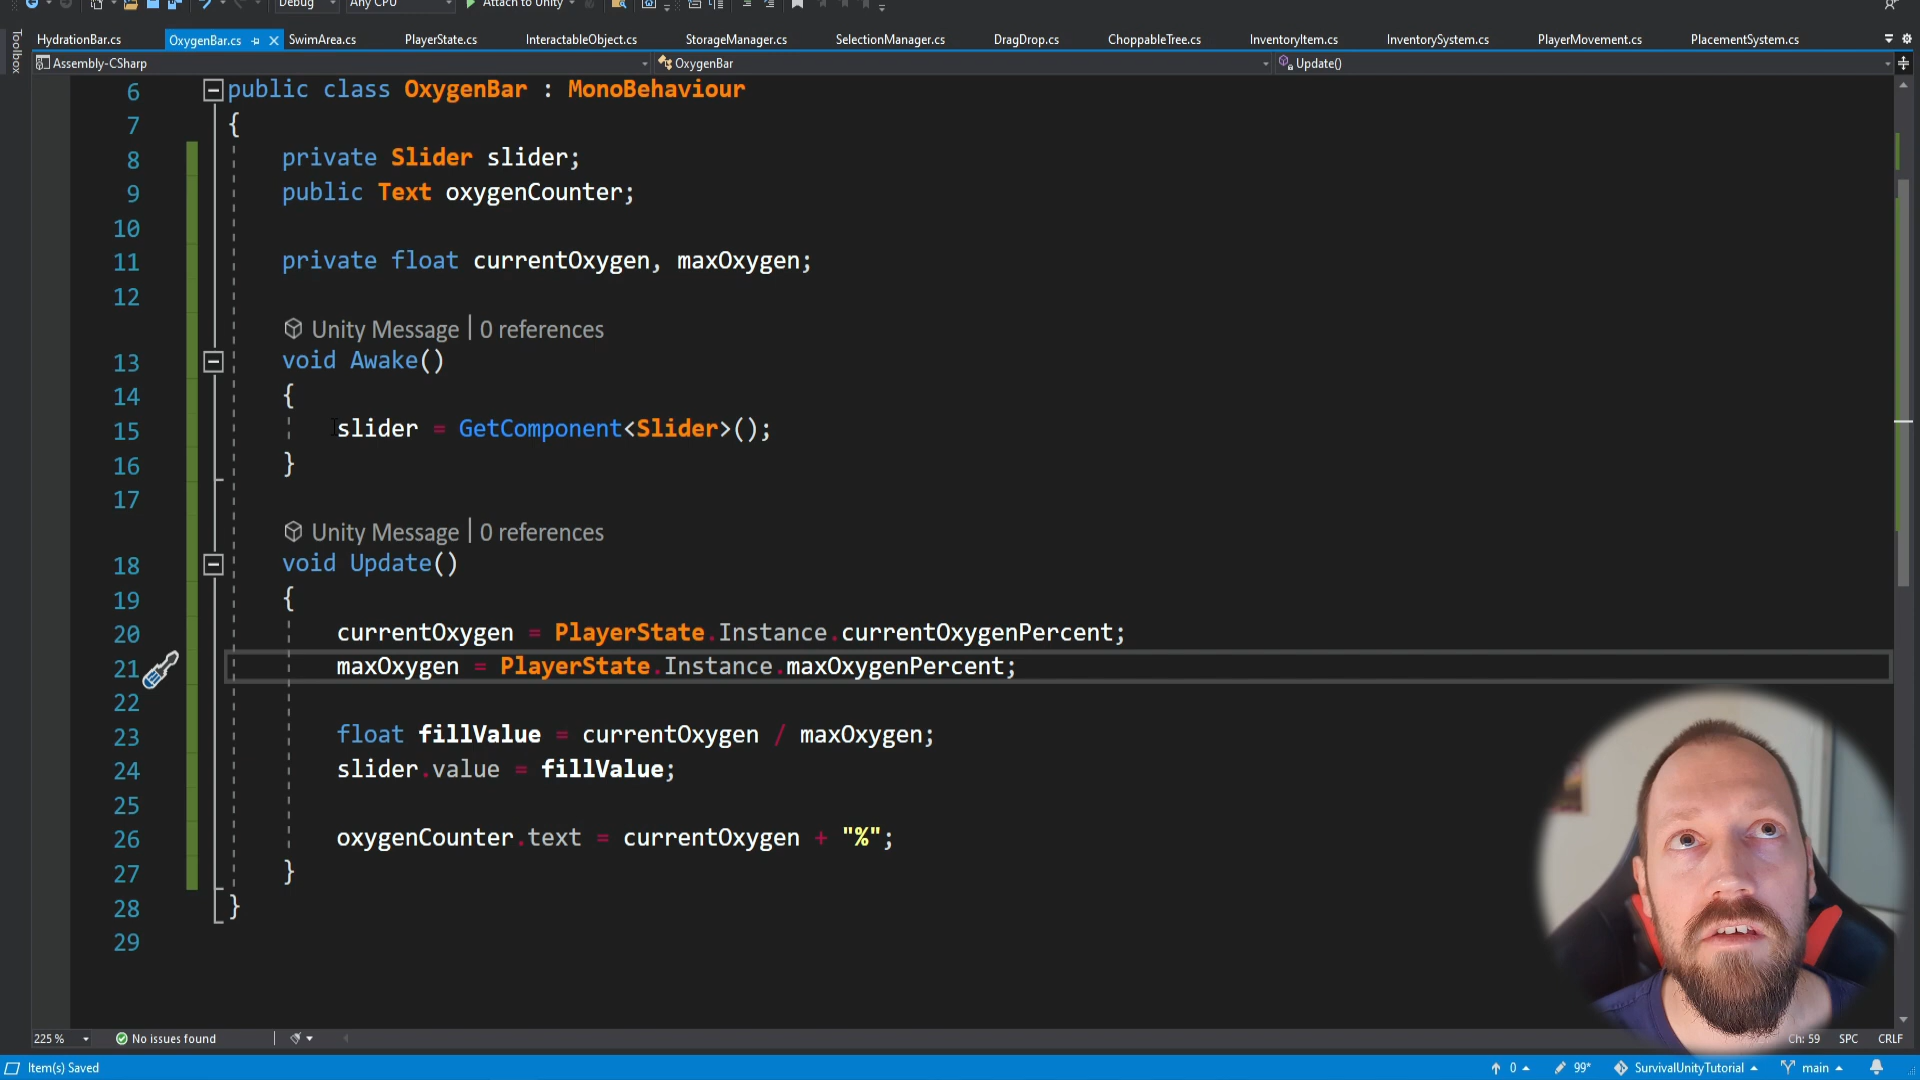 Debug
Any CPU
Attach to Unity
Toolbox
HydrationBar.cs
OxygenBar.cs
SwimArea.cs
PlayerState.cs
InteractableObject.cs
StorageManager.cs
SelectionManager.cs
DragDrop.cs
ChoppableTree.cs
InventoryItem.cs
InventorySystem.cs
PlayerMovement.cs
PlacementSystem.cs
Assembly-CSharp
OxygenBar
Update()
6 public class OxygenBar : MonoBehaviour
7 {
8 private Slider slider;
9 public Text oxygenCounter;
10
11 private float currentOxygen, maxOxygen;
12
Unity Message | 0 references
13 void Awake()
14 {
15 slider = GetComponent<Slider>();
16 }
17
Unity Message | 0 references
18 void Update()
19 {
20 currentOxygen = PlayerState.Instance.currentOxygenPercent;
21 maxOxygen = PlayerState.Instance.maxOxygenPercent;
22
23 float fillValue = currentOxygen / maxOxygen;
24 slider.value = fillValue;
25
26 oxygenCounter.text = currentOxygen + "%";
27 }
28 }
29
225 %
No issues found
Ch: 59
SPC
CRLF
Item(s) Saved
0
99*
SurvivalUnityTutorial
main